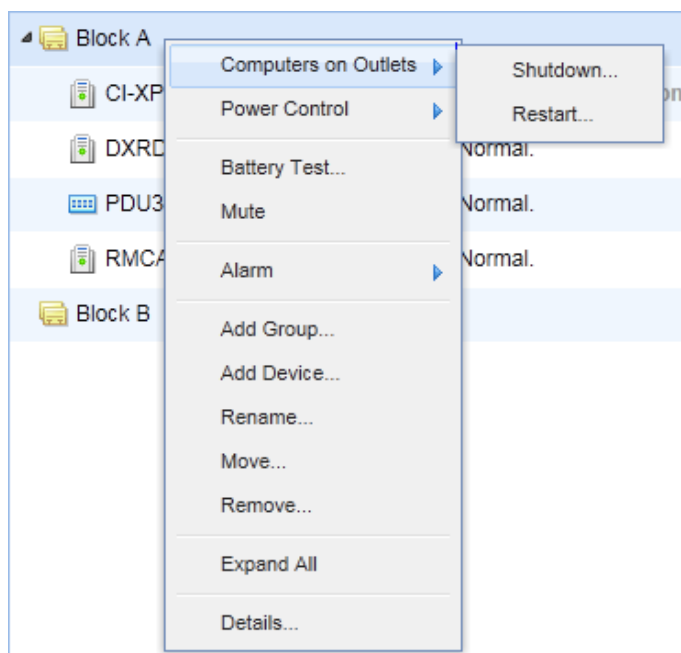 Block A
Computers on Outlets
Shutdown...
CI-XP
Power Control
Restart...
DXRD
Normal.
Battery Test...
PDU3
Mute
Normal.
RMCA
Alarm
Normal.
Block B
Add Group...
Add Device...
Rename...
Move...
Remove...
Expand All
Details...